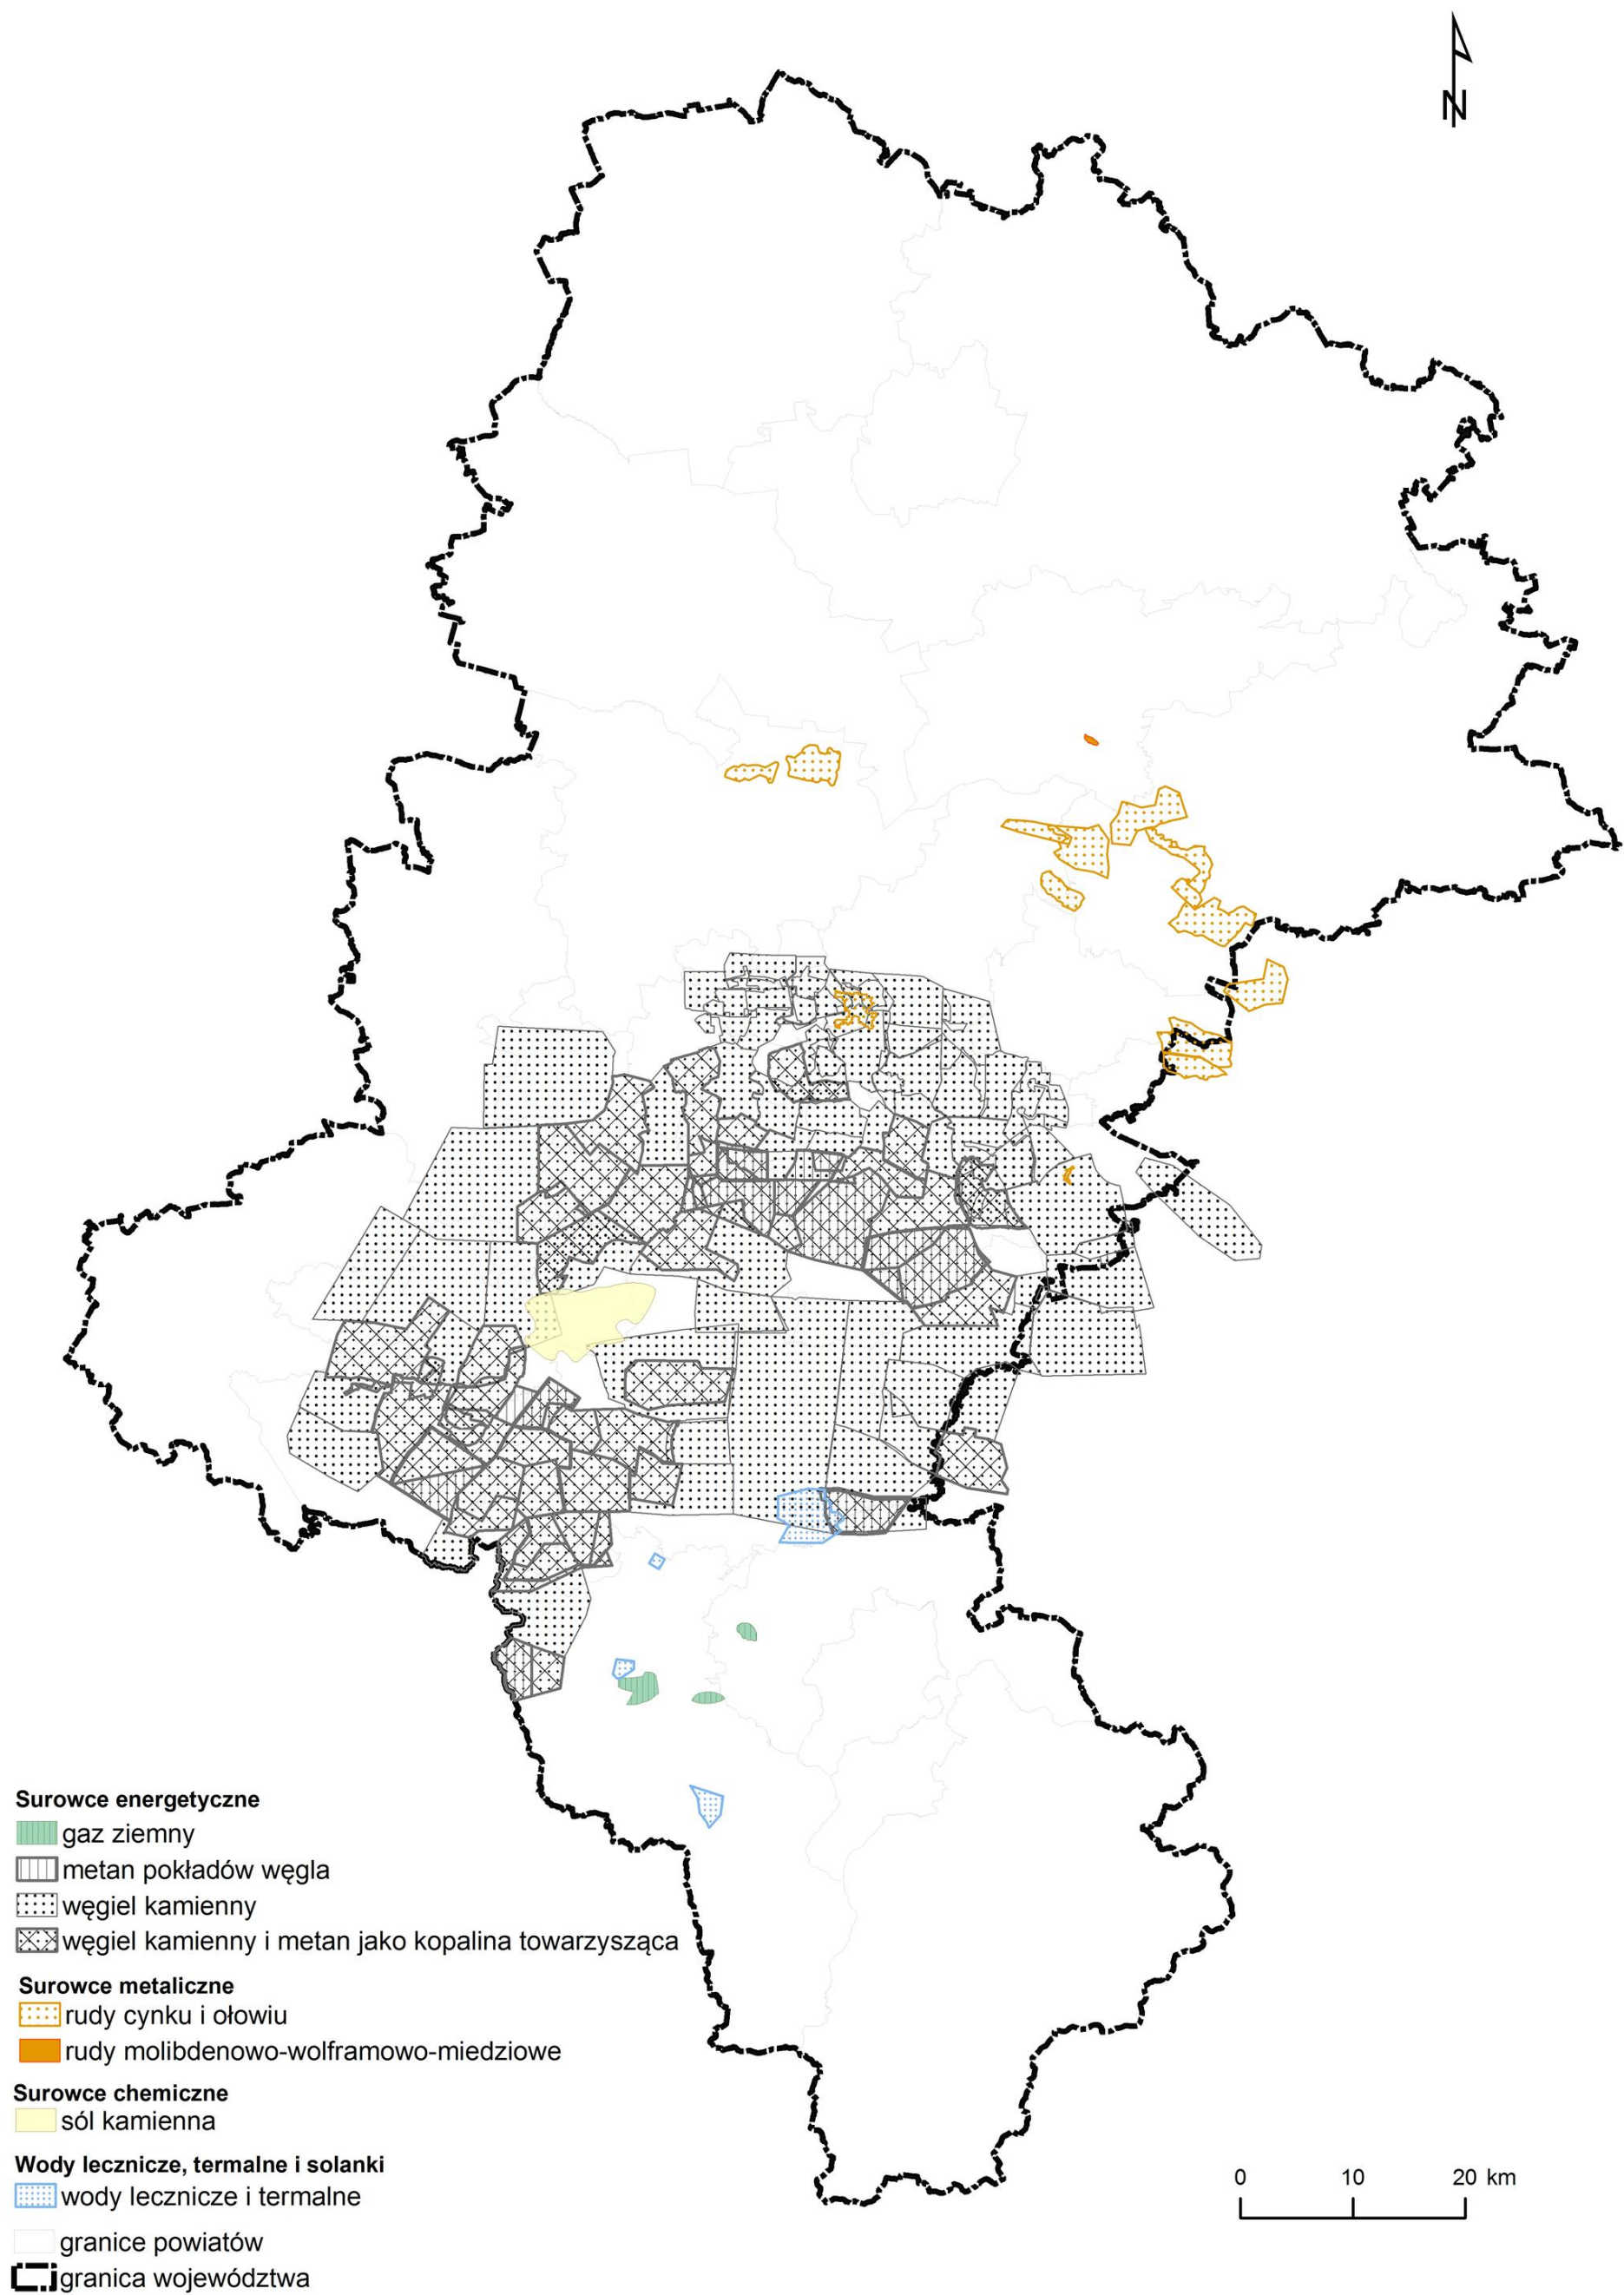 N
Surowce energetyczne
gaz ziemny
metan pokładów węgla
węgiel kamienny
węgiel kamienny i metan jako kopalina towarzysząca
Surowce metaliczne
rudy cynku i ołowiu
rudy molibdenowo-wolframowo-miedziowe
Surowce chemiczne
sól kamienna
Wody lecznicze, termalne i solanki
wody lecznicze i termalne
granice powiatów
granica województwa
0 10 20 km